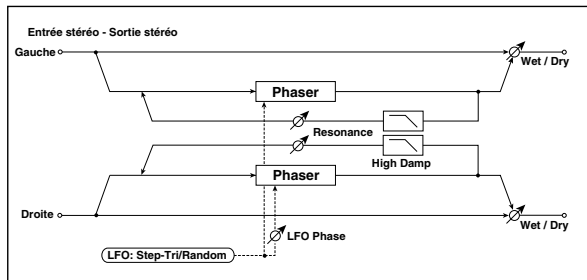 Entrée stéréo - Sortie stéréo
Gauche
Wet / Dry
Phaser
Resonance
High Damp
Phaser
Droite
Wet / Dry
LFO Phase
LFO: Step-Tri/Random